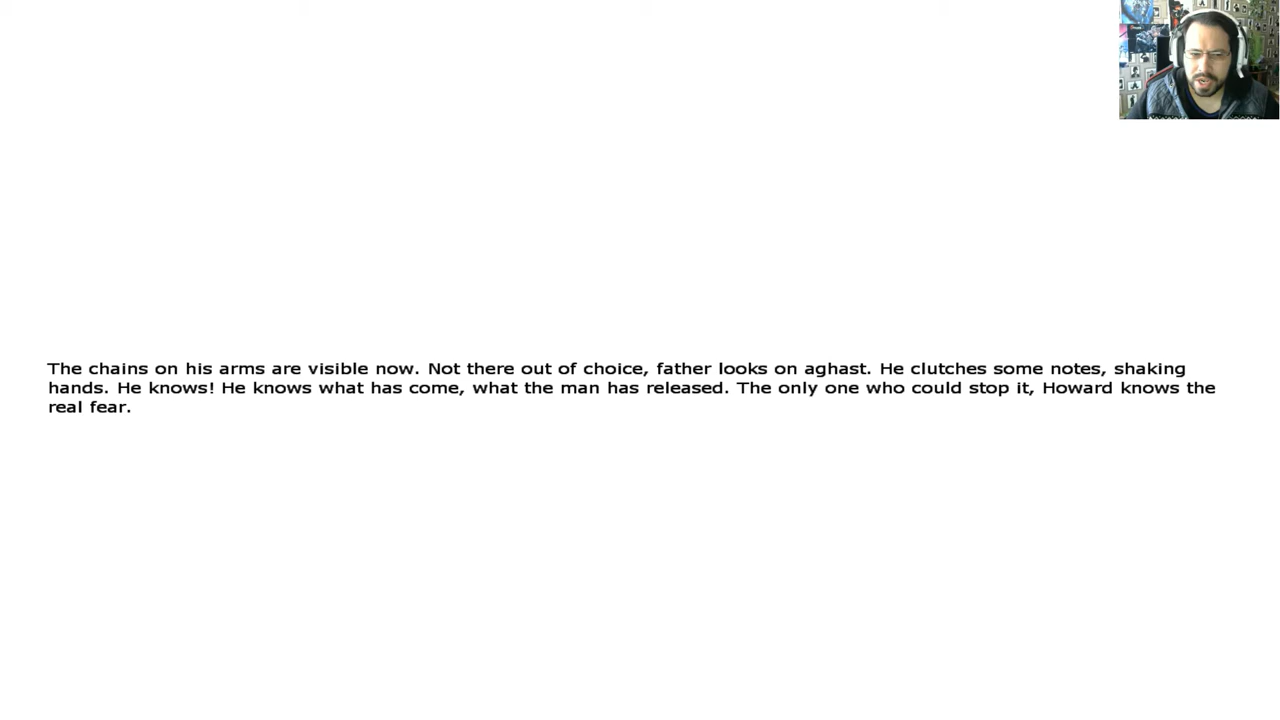 The chains on his arms are visible now. Not there out of choice, father looks on aghast. He clutches some notes, shaking
hands. He knows! He knows what has come, what the man has released. The only one who could stop it, Howard knows the
real fear.